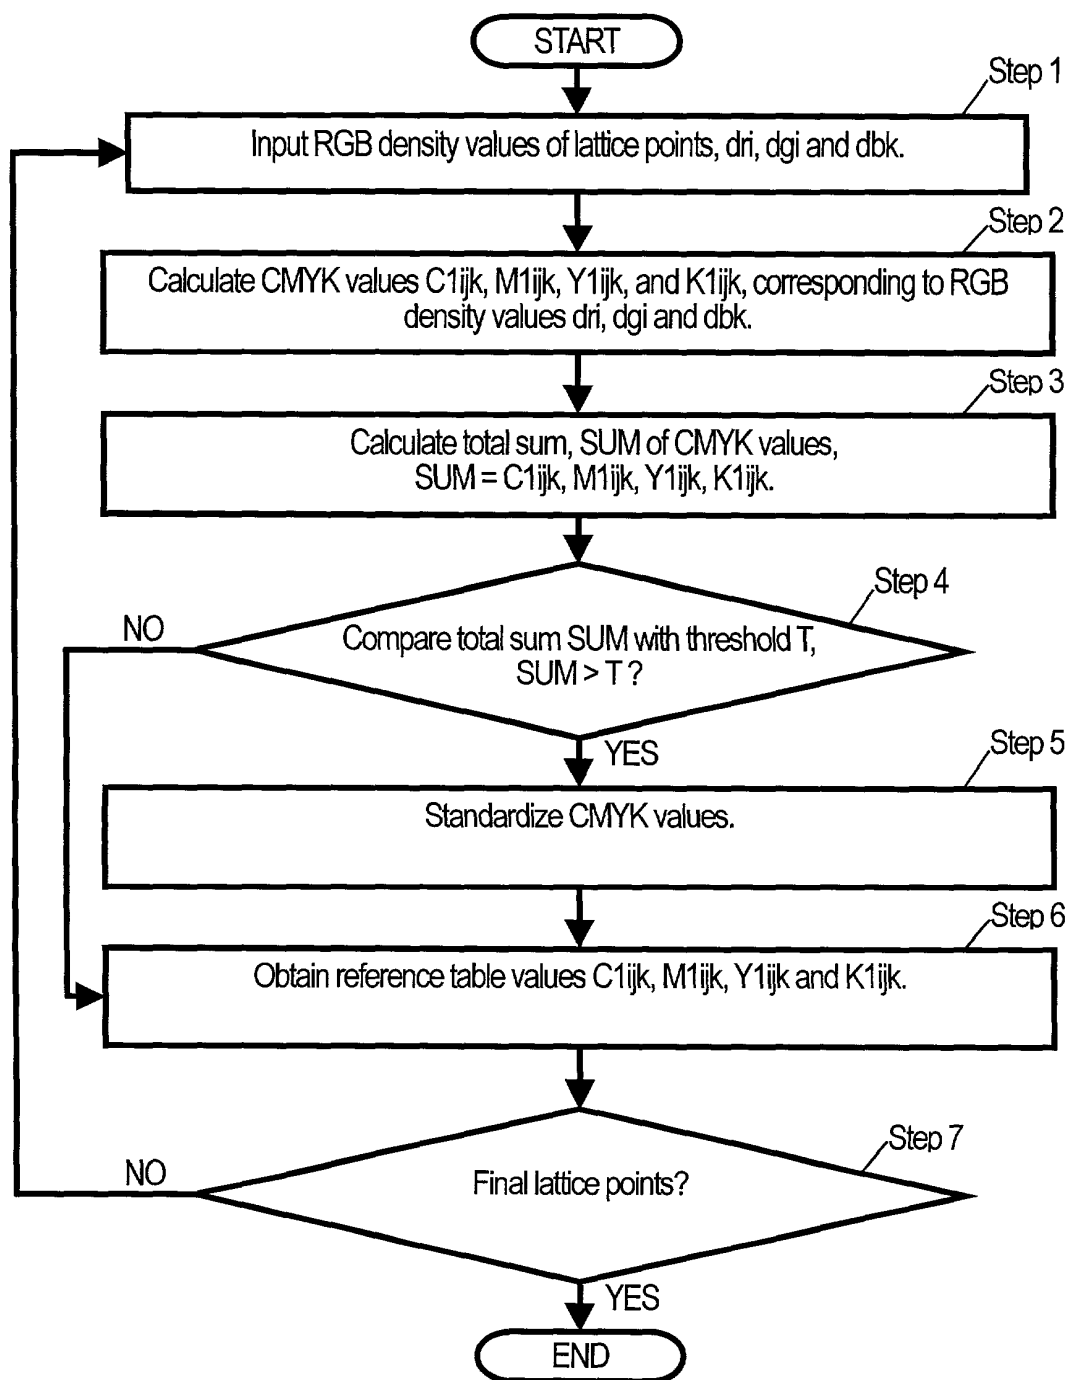 START
Step 1
Input RGB density values of lattice points, dri, dgi and dbk.
Step 2
Calculate CMYK values C1ijk, M1ijk, Y1ijk, and K1ijk, corresponding to RGB
density values dri, dgi and dbk.
Step 3
Calculate total sum, SUM of CMYK values,
SUM = C1ijk, M1ijk, Y1ijk, K1ijk.
Step 4
NO
Compare total sum SUM with threshold T,
SUM > T ?
YES
Step 5
Standardize CMYK values.
Step 6
Obtain reference table values C1ijk, M1ijk, Y1ijk and K1ijk.
Step 7
NO
Final lattice points?
YES
END